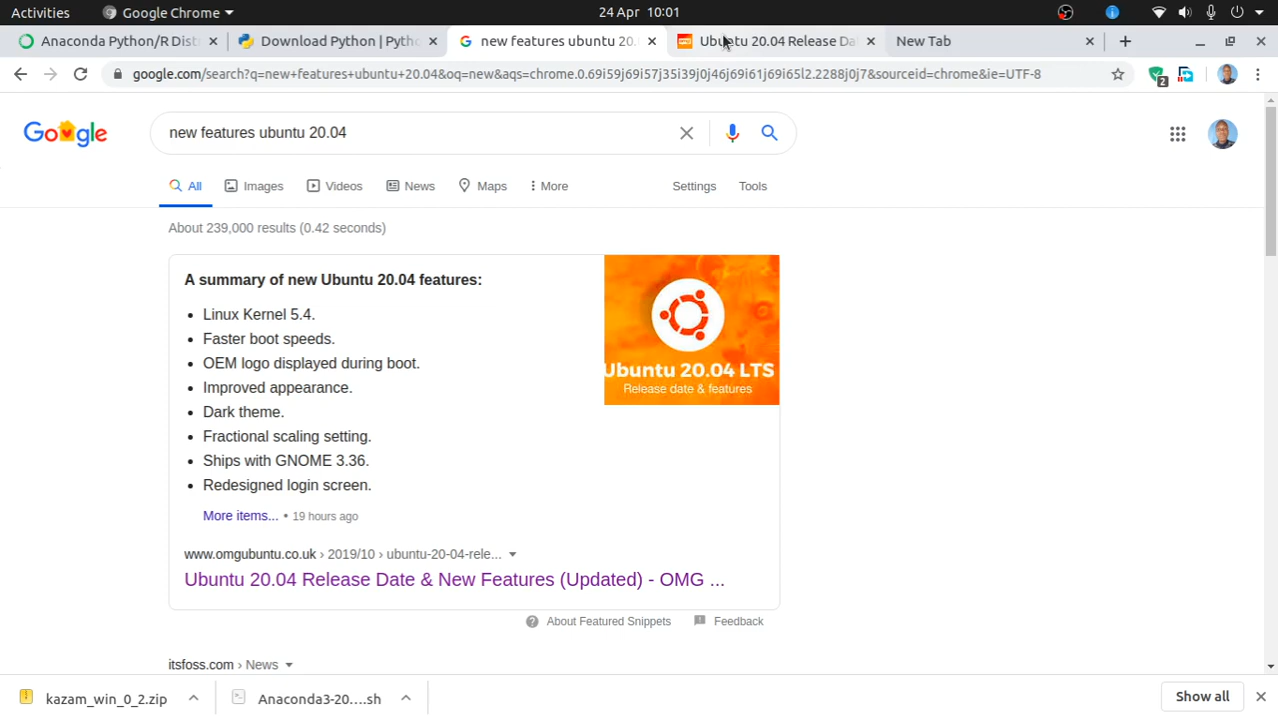 Activities Google Chrome 24 Apr 10:01
Anaconda Python/R Dist Download Python | Pytho new features ubuntu 20. Ubuntu 20.04 Release Da New Tab
google.com/search?q=new+features+ubuntu+20.04&oq=new&aqs=chrome.0.69i59j69i57j35i39j0j46j69i61j69i65l2.2288j0j7&sourceid=chrome&ie=UTF-8 2
Google new features ubuntu 20.04
All Images Videos News Maps More Settings Tools
About 239,000 results (0.42 seconds)
A summary of new Ubuntu 20.04 features:
• Linux Kernel 5.4.
• Faster boot speeds.
• OEM logo displayed during boot.
• Improved appearance.
• Dark theme.
• Fractional scaling setting.
• Ships with GNOME 3.36.
• Redesigned login screen.
Ubuntu 20.04 LTS
Release date & features
More items... • 19 hours ago
www.omgubuntu.co.uk › 2019/10 › ubuntu-20-04-rele...
Ubuntu 20.04 Release Date & New Features (Updated) - OMG ...
About Featured Snippets Feedback
itsfoss.com › News
kazam_win_0_2.zip Anaconda3-20....sh Show all